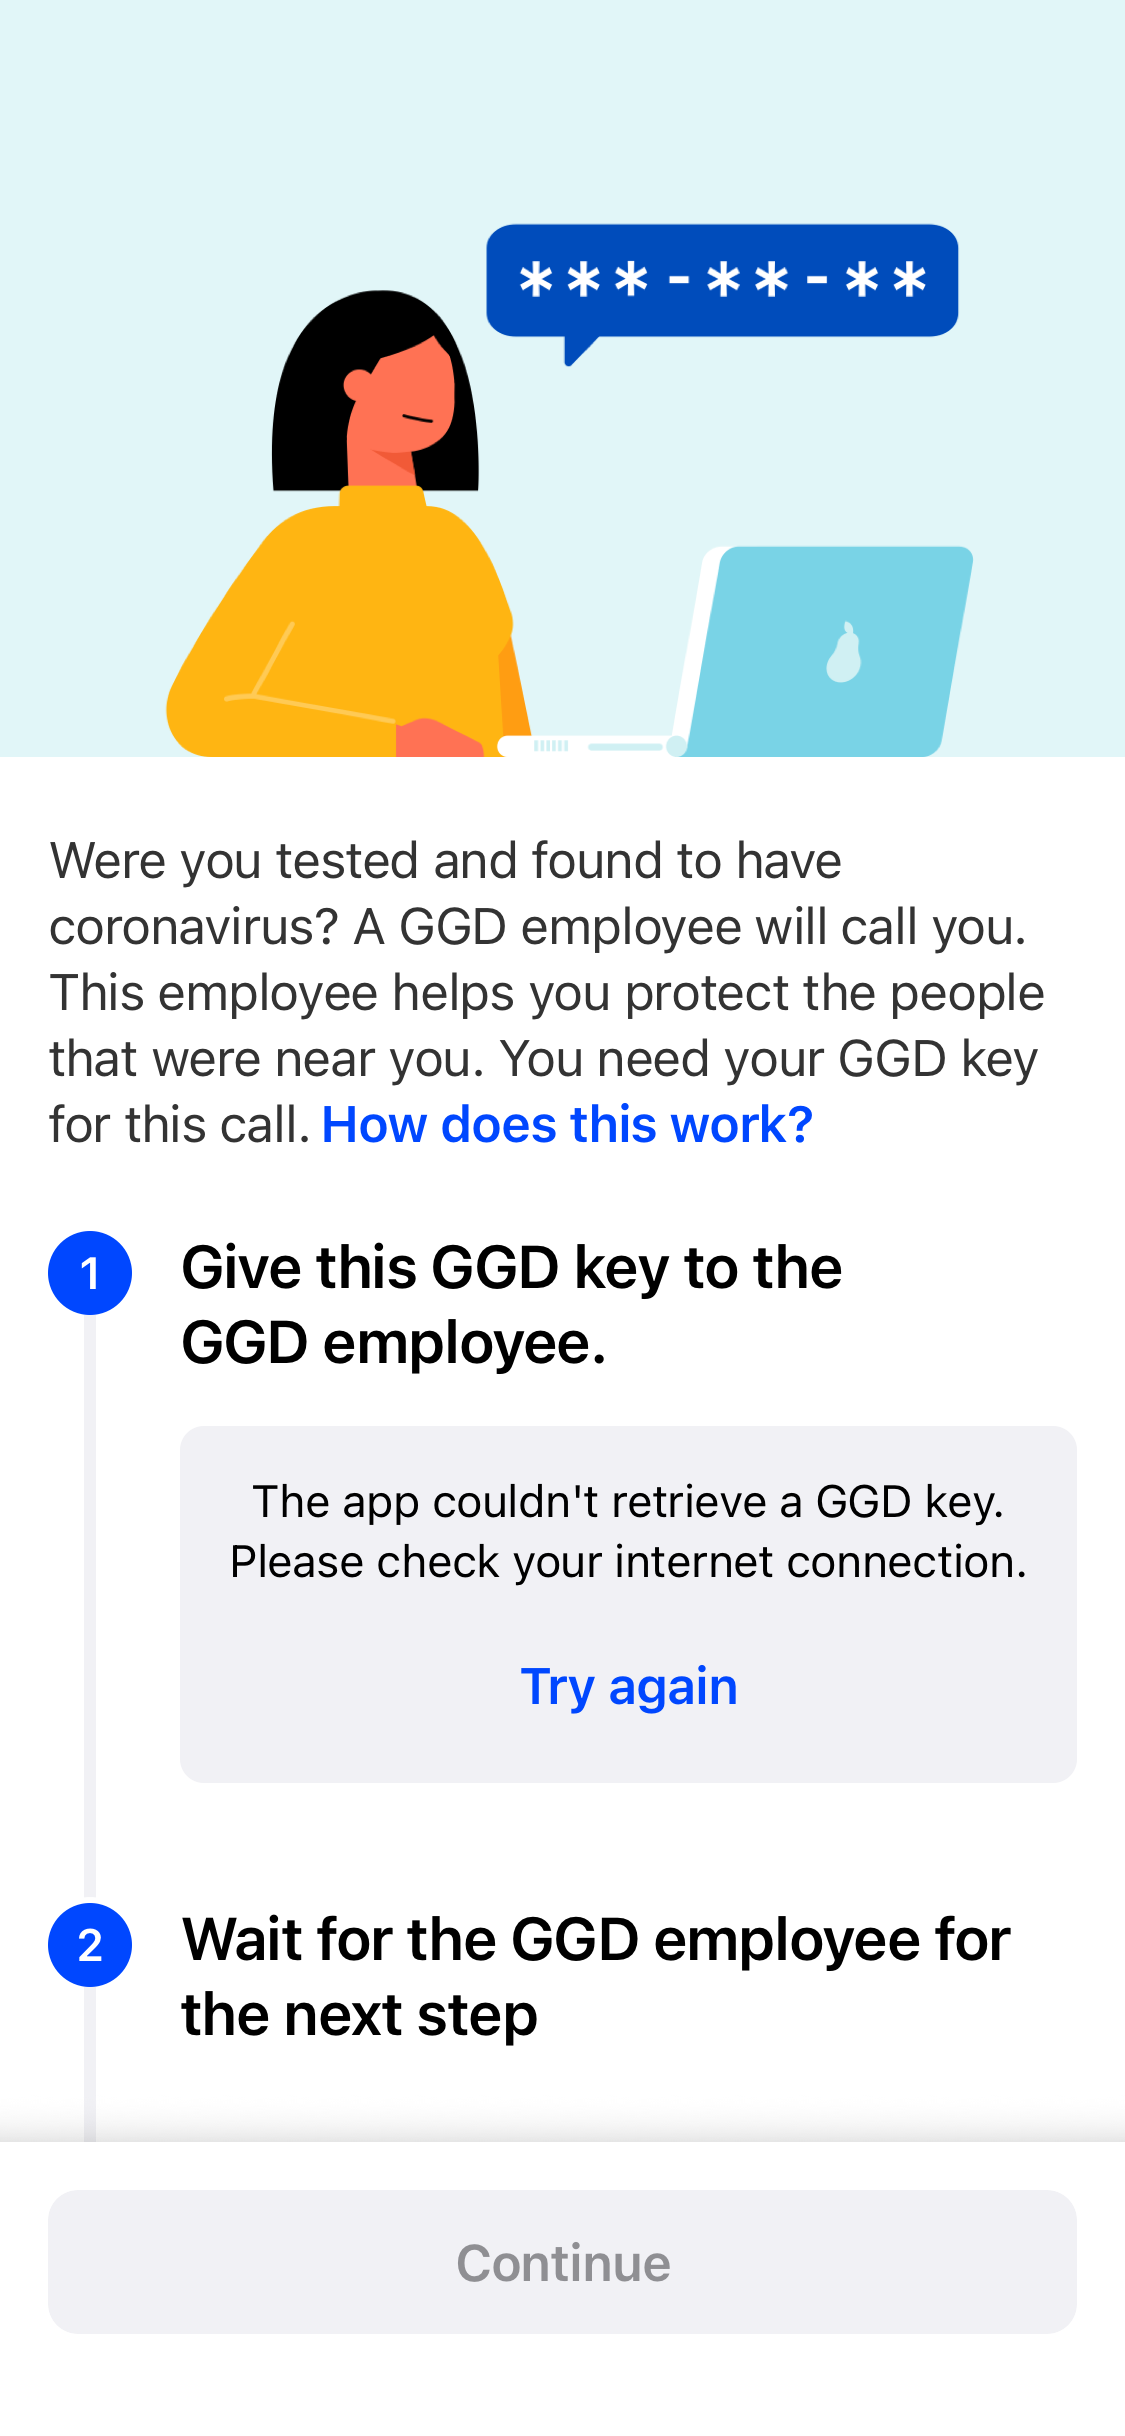 ***-**-**
Were you tested and found to have
coronavirus? A GGD employee will call you.
This employee helps you protect the people
that were near you. You need your GGD key
for this call. How does this work?
1
Give this GGD key to the
GGD employee.
The app couldn't retrieve a GGD key.
Please check your internet connection.
Try again
2
Wait for the GGD employee for
the next step
Continue